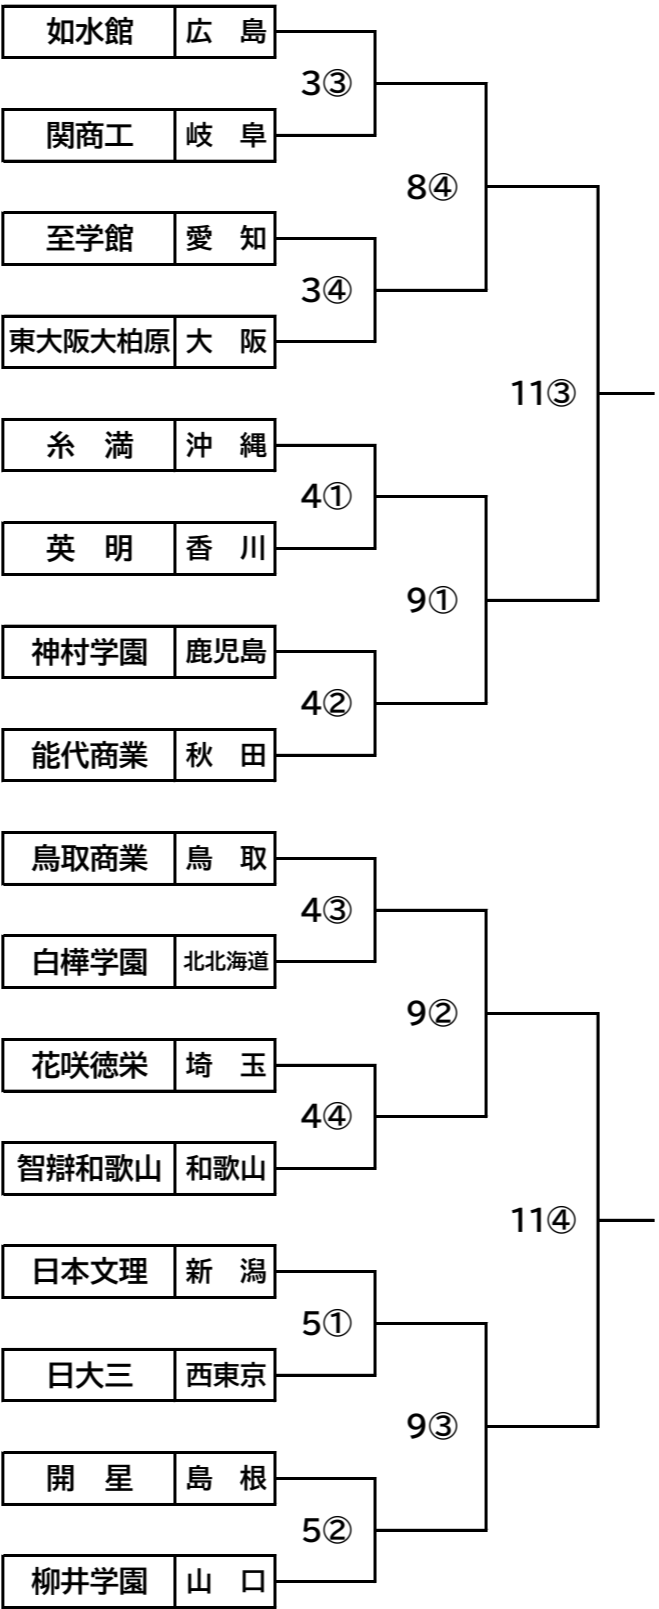 如水館 広　島
3③
関商工 岐　阜
8④
至学館 愛　知
3④
東大阪大柏原 大　阪
11③
糸　満 沖　縄
4①
英　明 香　川
9①
神村学園 鹿児島
4②
能代商業 秋　田
鳥取商業 鳥　取
4③
白樺学園 北北海道
9②
花咲徳栄 埼　玉
4④
智辯和歌山 和歌山
11④
日本文理 新　潟
5①
日大三 西東京
9③
開　星 島　根
5②
柳井学園 山　口